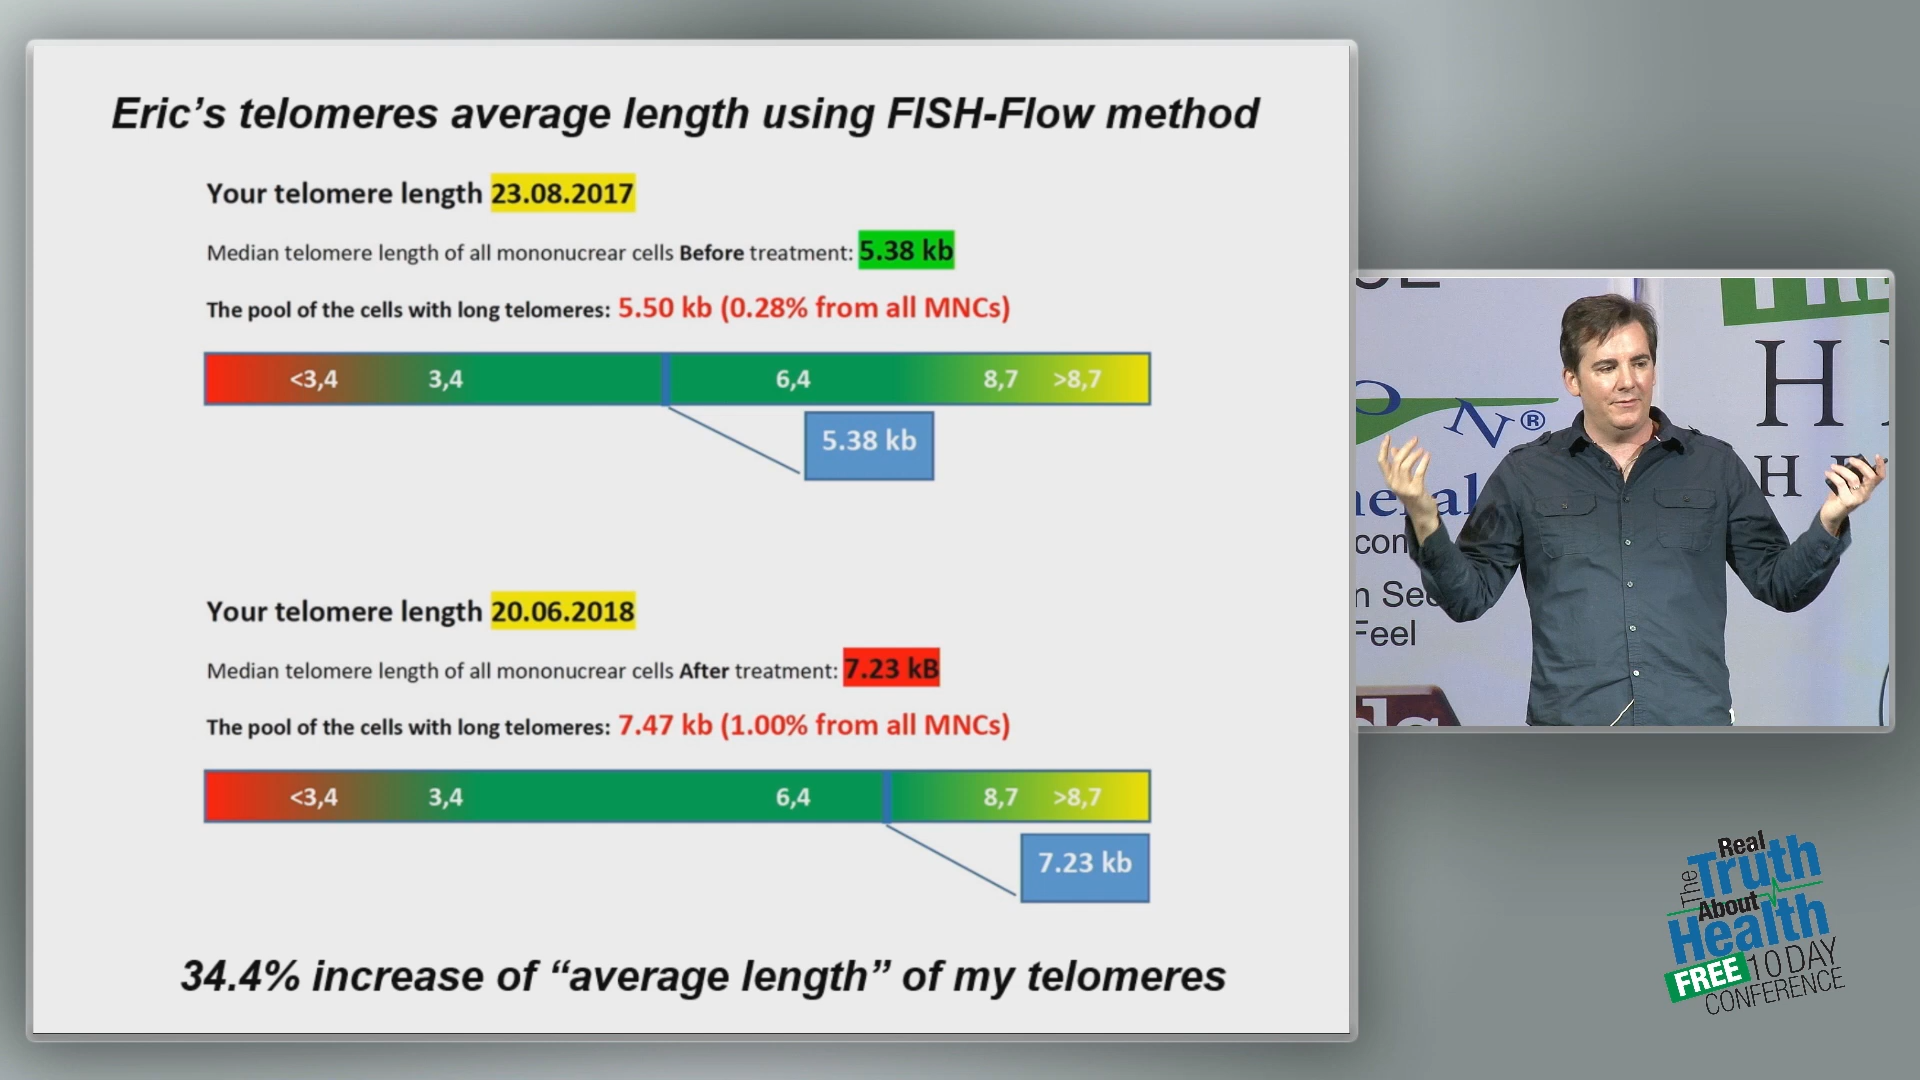 Eric’s telomeres average length using FISH-Flow method
Your telomere length 23.08.2017
Median telomere length of all mononucrear cells Before treatment: 5.38 kb
The pool of the cells with long telomeres: 5.50 kb (0.28% from all MNCs)
<3,4 3,4 6,4 8,7 >8,7
5.38 kb
Your telomere length 20.06.2018
Median telomere length of all mononucrear cells After treatment: 7.23 kB
The pool of the cells with long telomeres: 7.47 kb (1.00% from all MNCs)
<3,4 3,4 6,4 8,7 >8,7
7.23 kb
34.4% increase of “average length” of my telomeres
H
N®
H
com
Feel
The Real
Truth
About
Health
FREE 10 DAY
CONFERENCE